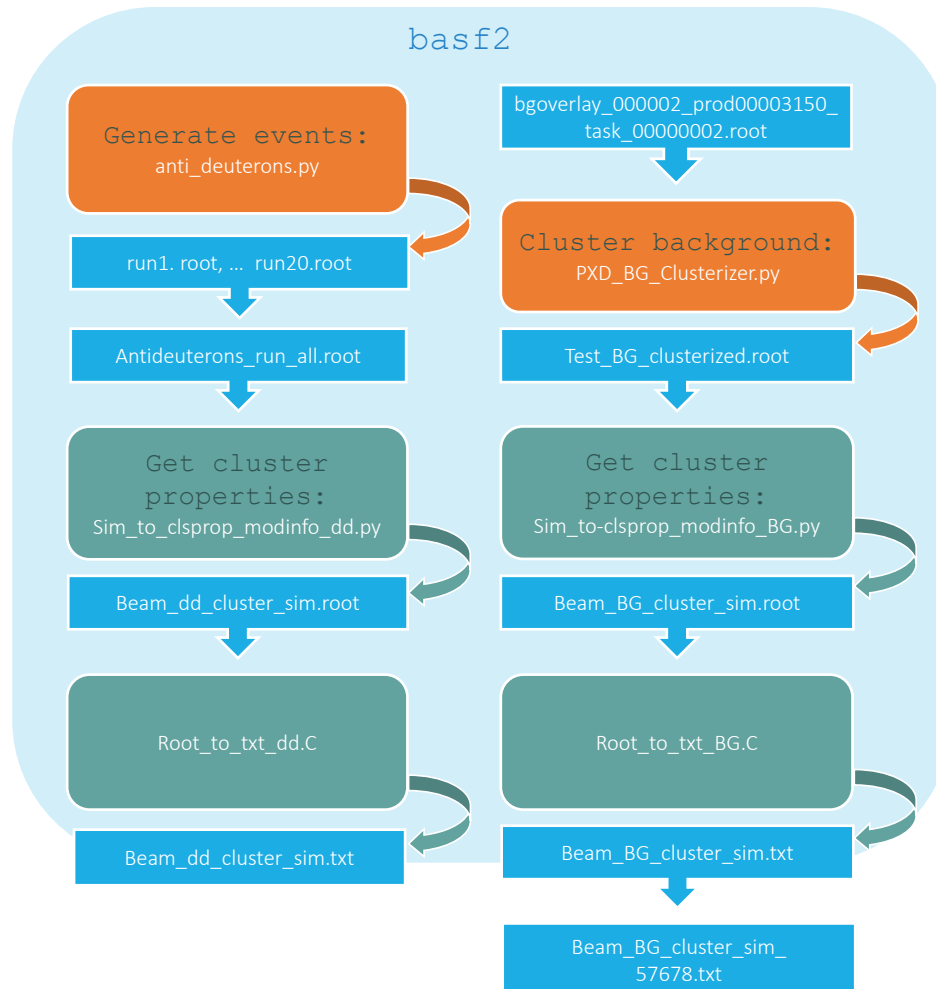 basf2
Generate events:
anti_deuterons.py
run1. root, … run20.root
Antideuterons_run_all.root
Get cluster
properties:
Sim_to_clsprop_modinfo_dd.py
Beam_dd_cluster_sim.root
Root_to_txt_dd.C
Beam_dd_cluster_sim.txt
bgoverlay_000002_prod00003150_
task_00000002.root
Cluster background:
PXD_BG_Clusterizer.py
Test_BG_clusterized.root
Get cluster
properties:
Sim_to-clsprop_modinfo_BG.py
Beam_BG_cluster_sim.root
Root_to_txt_BG.C
Beam_BG_cluster_sim.txt
Beam_BG_cluster_sim_
57678.txt